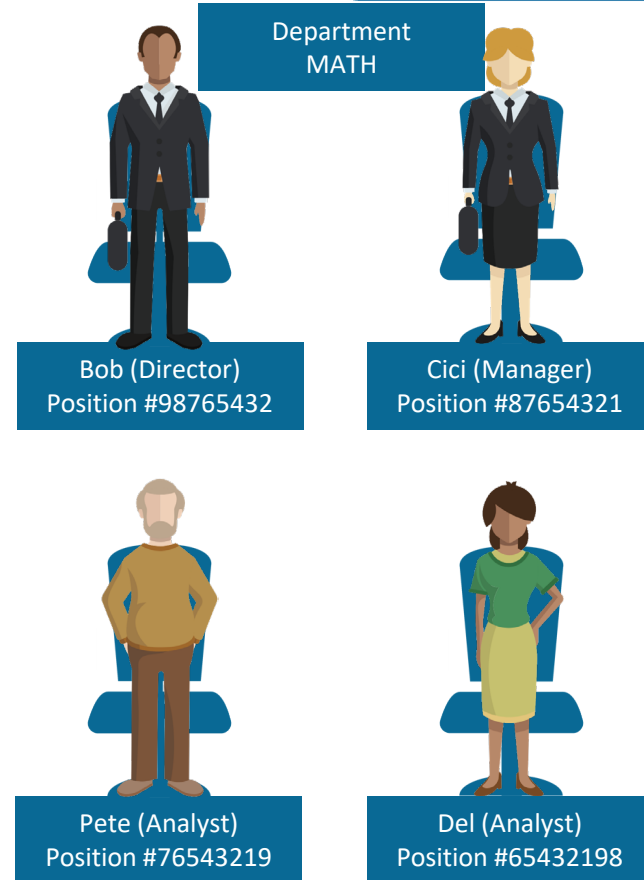 Department
MATH
Bob (Director)
Position #98765432
Cici (Manager)
Position #87654321
Pete (Analyst)
Position #76543219
Del (Analyst)
Position #65432198